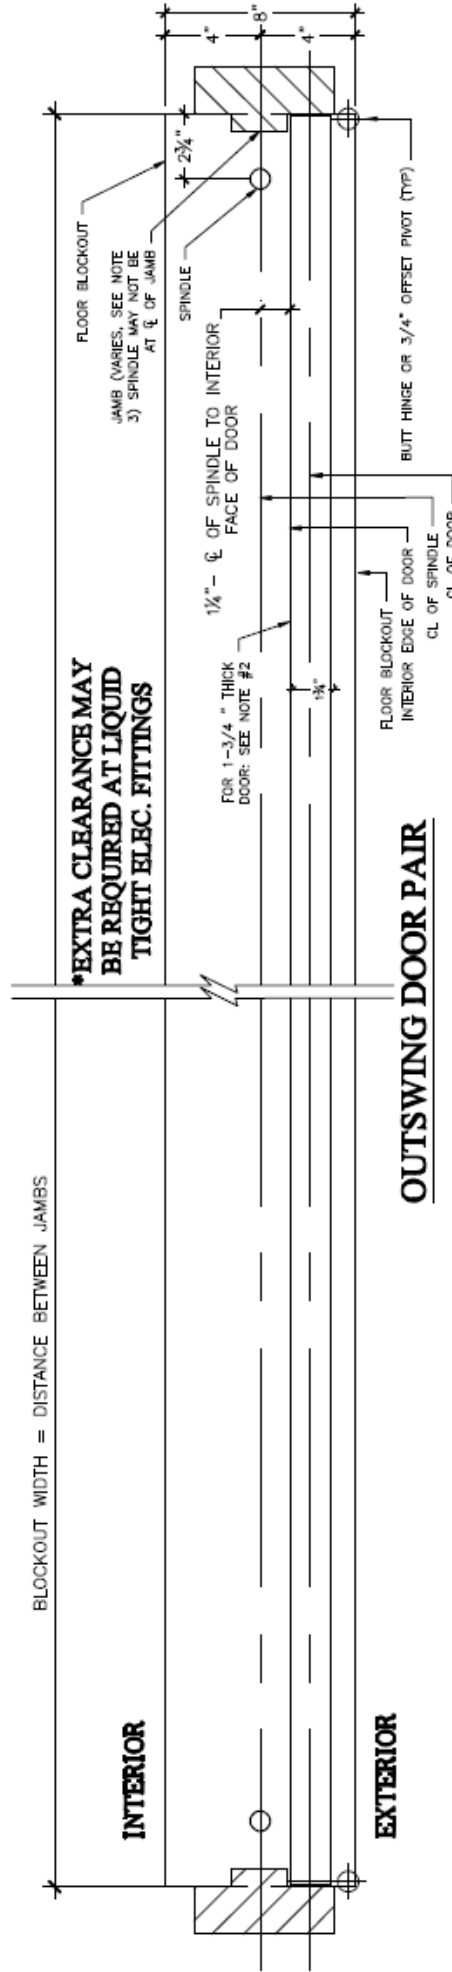 BLOCKOUT WIDTH = DISTANCE BETWEEN JAMBS
INTERIOR
*EXTRA CLEARANCE MAY
BE REQUIRED AT LIQUID
TIGHT ELEC. FITTINGS
FLOOR BLOCKOUT
JAMB (VARIES, SEE NOTE
3) SPINDLE MAY NOT BE
AT ℄ OF JAMB
SPINDLE
2¾"
4"
8"
4"
1¼" - ℄ OF SPINDLE TO INTERIOR
FACE OF DOOR
FOR 1-3/4 " THICK
DOOR: SEE NOTE #2
1¾"
EXTERIOR
OUTSWING DOOR PAIR
FLOOR BLOCKOUT
INTERIOR EDGE OF DOOR
CL OF SPINDLE
CL OF DOOR
BUTT HINGE OR 3/4" OFFSET PIVOT (TYP)